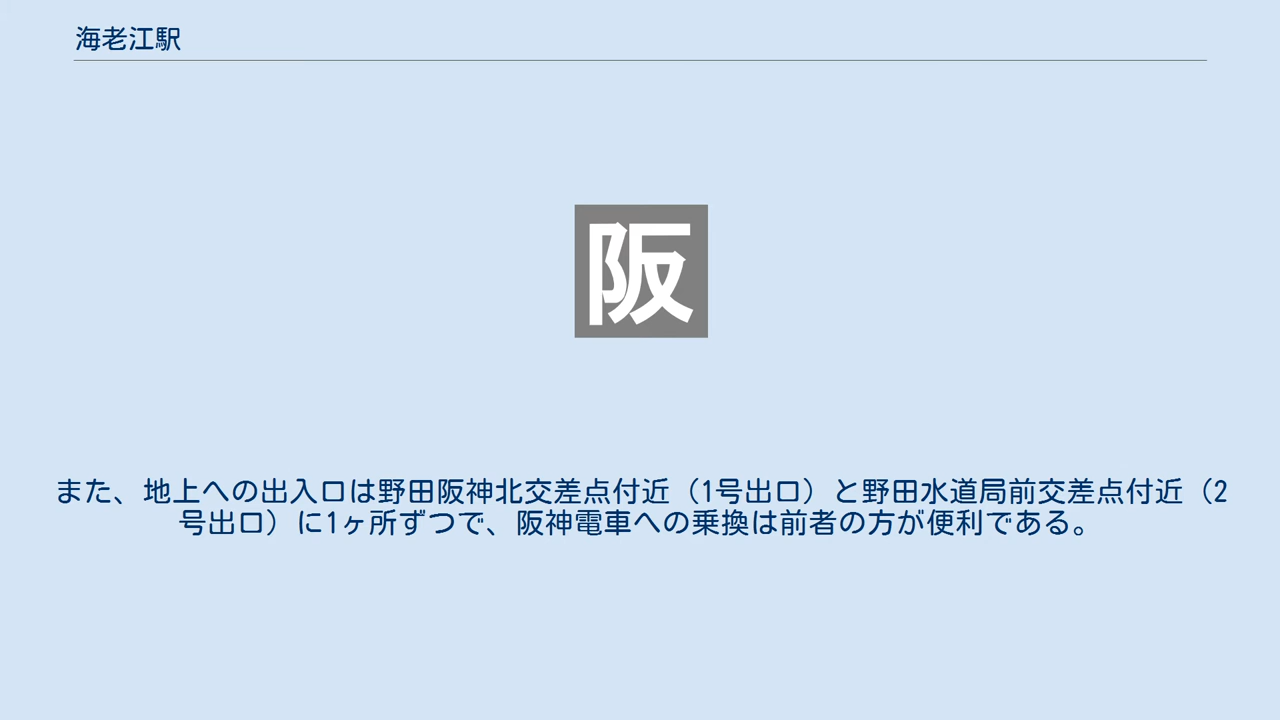 海老江駅
阪
また、地上への出入口は野田阪神北交差点付近（1号出口）と野田水道局前交差点付近（2
号出口）に1ヶ所ずつで、阪神電車への乗換は前者の方が便利である。